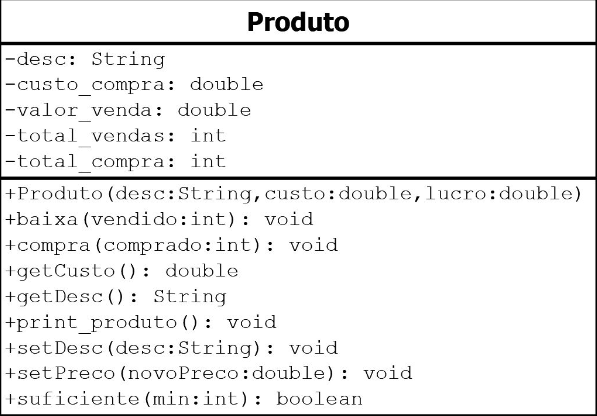 Produto
-desc: String
-custo_compra: double
-valor_venda: double
-total_vendas: int
-total_compra: int
+Produto(desc:String,custo:double,lucro:double)
+baixa(vendido:int): void
+compra(comprado:int): void
+getCusto(): double
+getDesc(): String
+print_produto(): void
+setDesc(desc:String): void
+setPreco(novoPreco:double): void
+suficiente(min:int): boolean